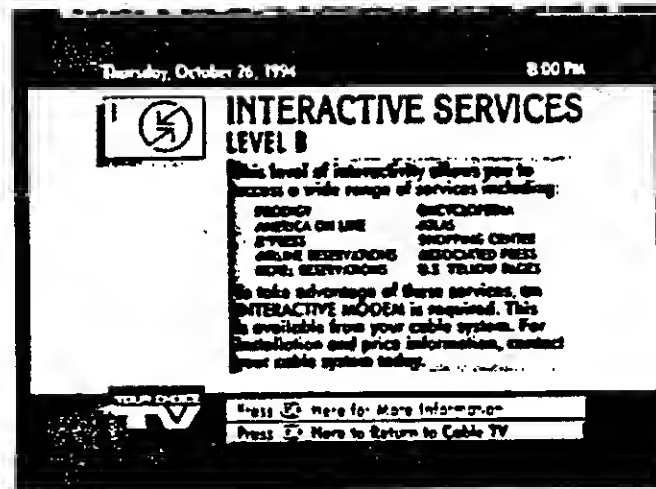 Thursday, October 26, 1994 8:00 PM
INTERACTIVE SERVICES
LEVEL B
This level of interactivity allows you to
access a wide range of services including:
PRODIGY ENCYCLOPEDIA
AMERICA ON LINE ATLAS
X*PRESS SHOPPING CENTER
AIRLINE RESERVATIONS ASSOCIATED PRESS
HOTEL RESERVATIONS U.S. YELLOW PAGES
To take advantage of these services, an
INTERACTIVE MODEM is required. This
is available from your cable system. For
installation and price information, contact
your cable system today.
YOUR CHOICE
TV
Press Here for More Information
Press Here to Return to Cable TV